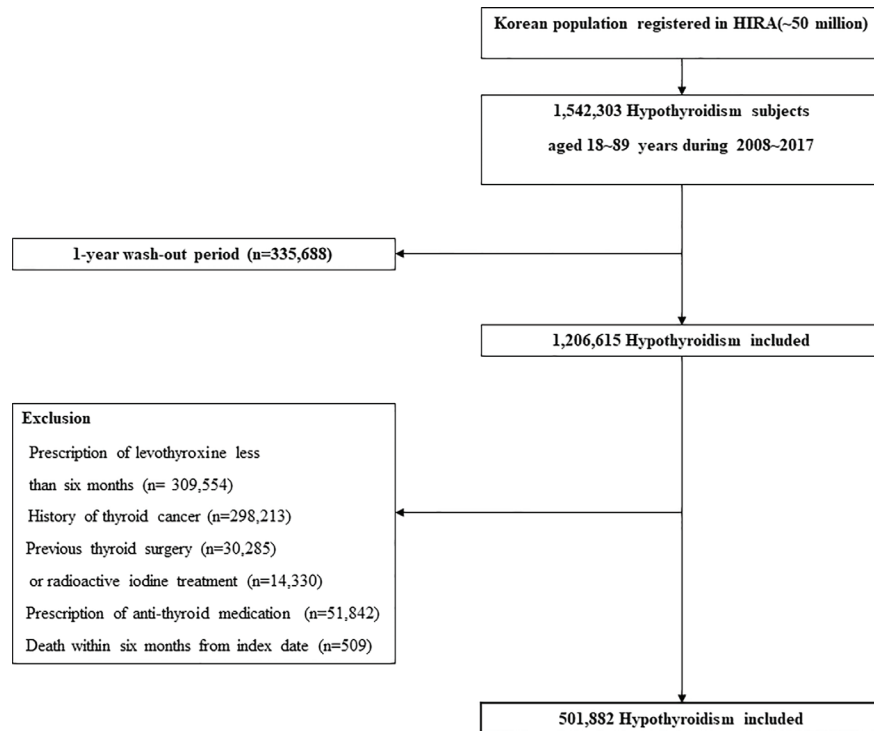 Korean population registered in HIRA(~50 million)
1,542,303 Hypothyroidism subjects
aged 18~89 years during 2008~2017
1-year wash-out period (n=335,688)
1,206,615 Hypothyroidism included
Exclusion
Prescription of levothyroxine less
than six months (n= 309,554)
History of thyroid cancer (n=298,213)
Previous thyroid surgery (n=30,285)
or radioactive iodine treatment (n=14,330)
Prescription of anti-thyroid medication (n=51,842)
Death within six months from index date (n=509)
501,882 Hypothyroidism included